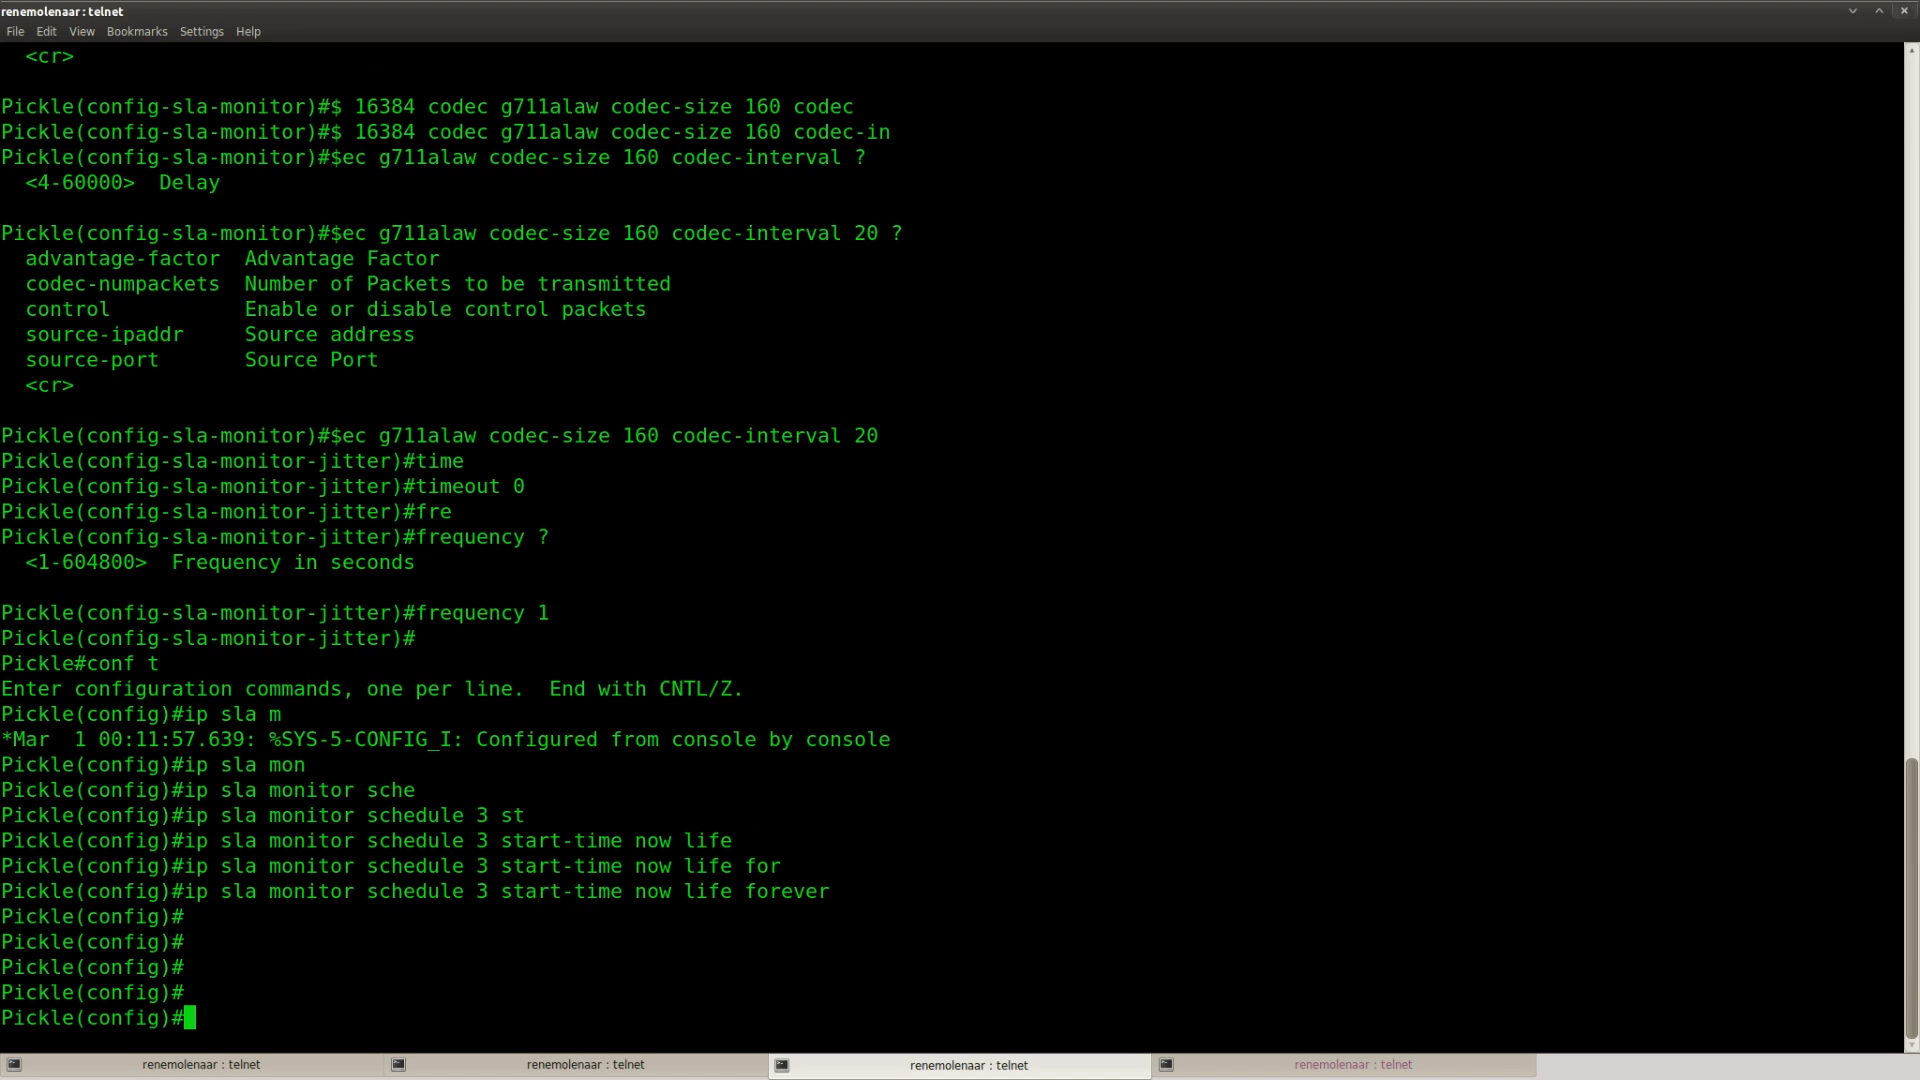 renemolenaar : telnet
File Edit View Bookmarks Settings Help
<cr>
Pickle(config-sla-monitor)#$ 16384 codec g711alaw codec-size 160 codec
Pickle(config-sla-monitor)#$ 16384 codec g711alaw codec-size 160 codec-in
Pickle(config-sla-monitor)#$ec g711alaw codec-size 160 codec-interval ?
<4-60000>  Delay
Pickle(config-sla-monitor)#$ec g711alaw codec-size 160 codec-interval 20 ?
advantage-factor  Advantage Factor
codec-numpackets  Number of Packets to be transmitted
control           Enable or disable control packets
source-ipaddr     Source address
source-port       Source Port
<cr>
Pickle(config-sla-monitor)#$ec g711alaw codec-size 160 codec-interval 20
Pickle(config-sla-monitor-jitter)#time
Pickle(config-sla-monitor-jitter)#timeout 0
Pickle(config-sla-monitor-jitter)#fre
Pickle(config-sla-monitor-jitter)#frequency ?
<1-604800>  Frequency in seconds
Pickle(config-sla-monitor-jitter)#frequency 1
Pickle(config-sla-monitor-jitter)#
Pickle#conf t
Enter configuration commands, one per line.  End with CNTL/Z.
Pickle(config)#ip sla m
*Mar  1 00:11:57.639: %SYS-5-CONFIG_I: Configured from console by console
Pickle(config)#ip sla mon
Pickle(config)#ip sla monitor sche
Pickle(config)#ip sla monitor schedule 3 st
Pickle(config)#ip sla monitor schedule 3 start-time now life
Pickle(config)#ip sla monitor schedule 3 start-time now life for
Pickle(config)#ip sla monitor schedule 3 start-time now life forever
Pickle(config)#
Pickle(config)#
Pickle(config)#
Pickle(config)#
Pickle(config)#
renemolenaar : telnet renemolenaar : telnet renemolenaar : telnet renemolenaar : telnet